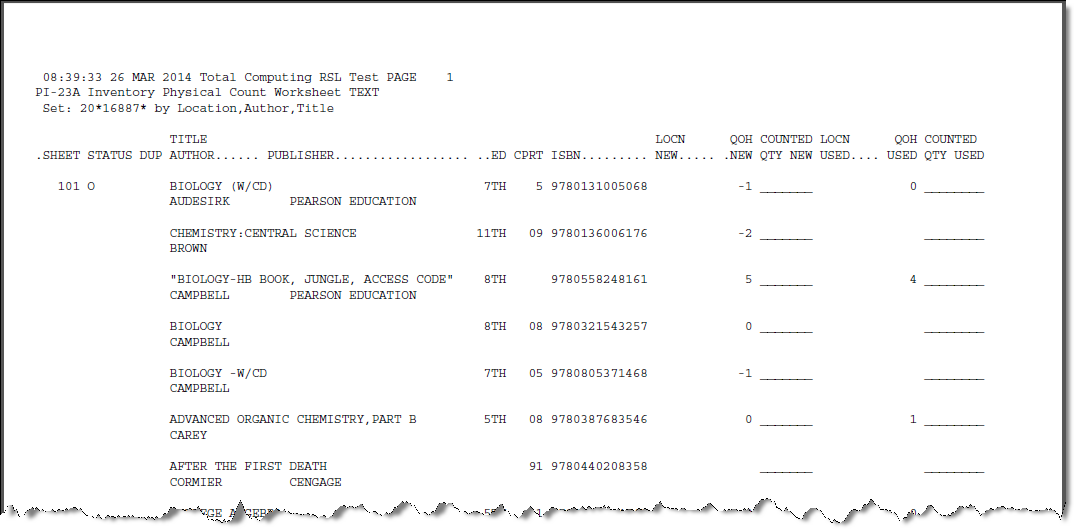 08:39:33 26 MAR 2014 Total Computing RSL Test PAGE 1
PI-23A Inventory Physical Count Worksheet TEXT
Set: 20*16887* by Location,Author,Title
TITLE LOCN QOH COUNTED LOCN QOH COUNTED
.SHEET STATUS DUP AUTHOR...... PUBLISHER.................. ..ED CPRT ISBN......... NEW..... .NEW QTY NEW USED.... USED QTY USED
101 O BIOLOGY (W/CD) 7TH 5 9780131005068 -1 _______ 0 ________
AUDESIRK PEARSON EDUCATION
CHEMISTRY:CENTRAL SCIENCE 11TH 09 9780136006176 -2 _______ ________
BROWN
"BIOLOGY-HB BOOK, JUNGLE, ACCESS CODE" 8TH 9780558248161 5 _______ 4 ________
CAMPBELL PEARSON EDUCATION
BIOLOGY 8TH 08 9780321543257 0 _______ ________
CAMPBELL
BIOLOGY -W/CD 7TH 05 9780805371468 -1 _______ ________
CAMPBELL
ADVANCED ORGANIC CHEMISTRY,PART B 5TH 08 9780387683546 0 _______ 1 ________
CAREY
AFTER THE FIRST DEATH 91 9780440208358 _______ ________
CORMIER CENGAGE